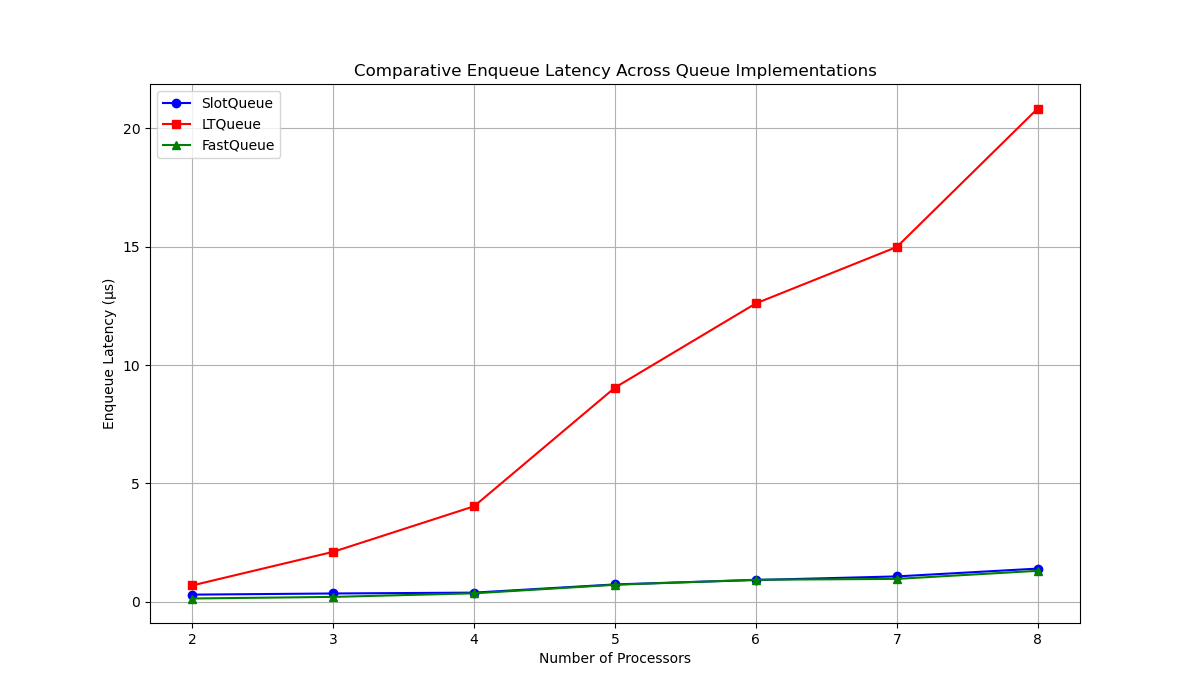 Comparative Enqueue Latency Across Queue Implementations
SlotQueue
LTQueue
FastQueue
Enqueue Latency (μs)
20
15
10
5
0
2 3 4 5 6 7 8
Number of Processors